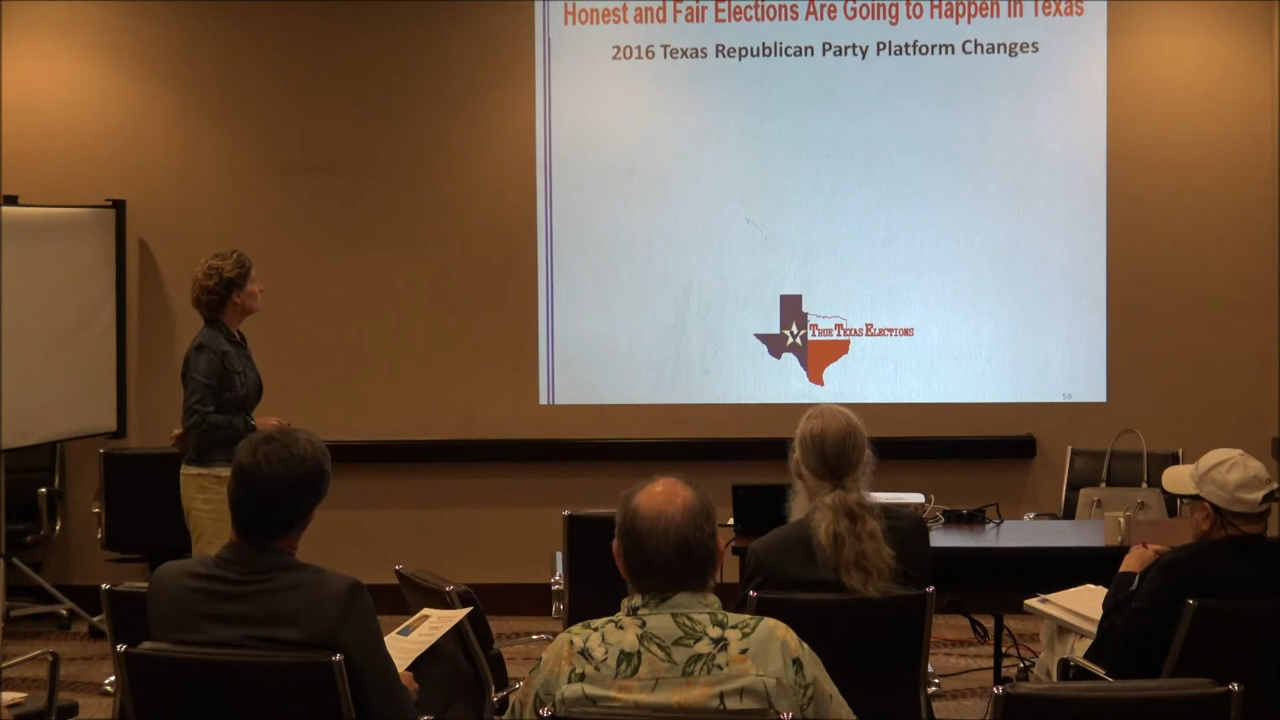 Honest and Fair Elections Are Going to Happen in Texas
2016 Texas Republican Party Platform Changes
TRUE TEXAS ELECTIONS
50